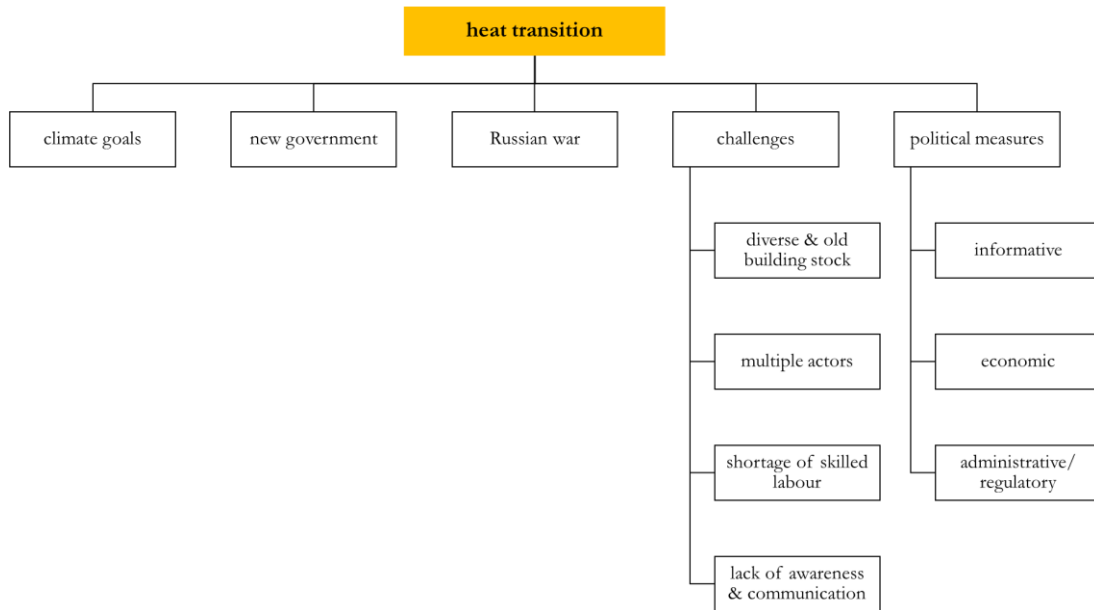 heat transition
climate goals
new government
Russian war
challenges
political measures
diverse & old
building stock
informative
multiple actors
economic
shortage of skilled
labour
administrative/
regulatory
lack of awareness
& communication